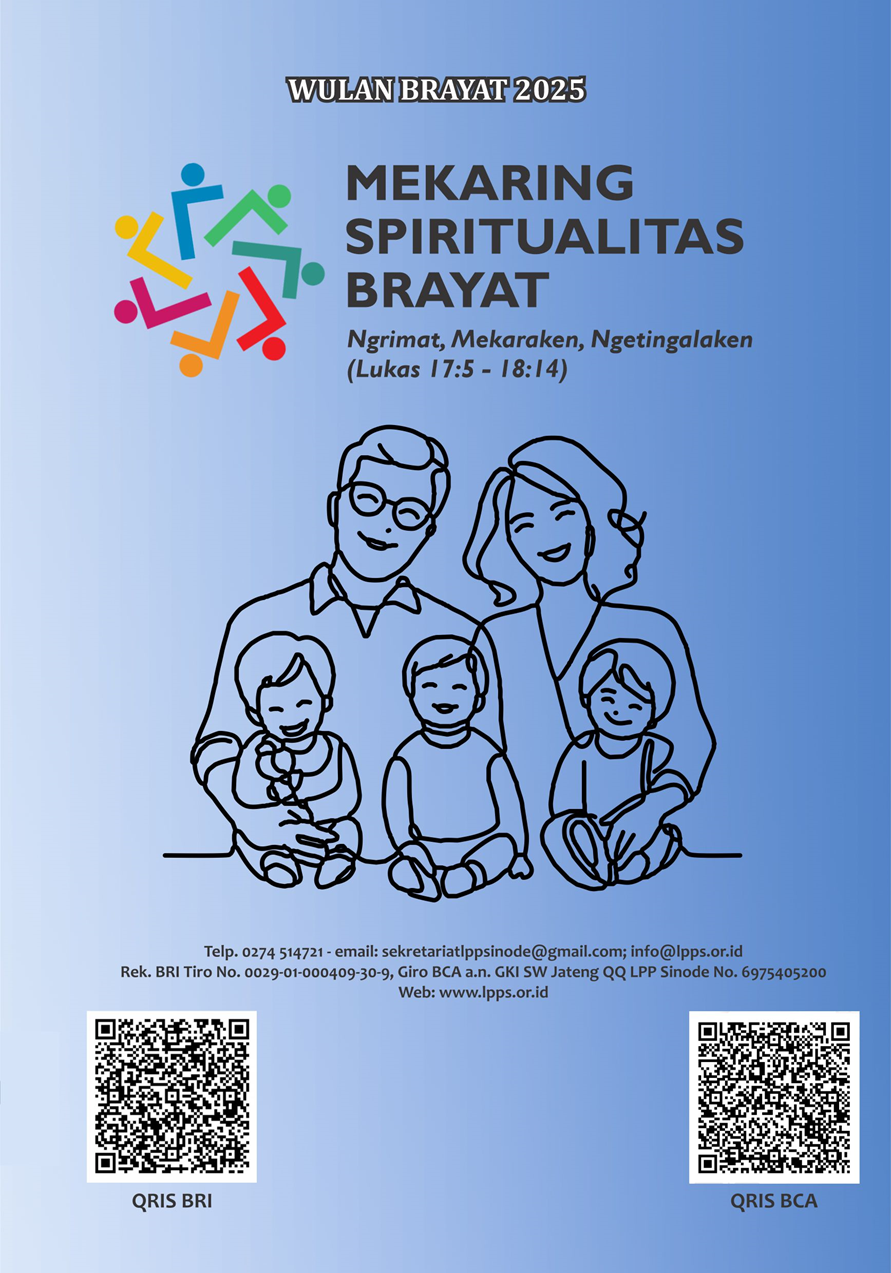 WULAN BRAYAT 2025
MEKARING
SPIRITUALITAS
BRAYAT
Ngrimat, Mekaraken, Ngetingalaken
(Lukas 17:5 - 18:14)
Telp. 0274 514721 - email: sekretariatlppsinode@gmail.com; info@lpps.or.id
Rek. BRI Tiro No. 0029-01-000409-30-9, Giro BCA a.n. GKI SW Jateng QQ LPP Sinode No. 6975405200
Web: www.lpps.or.id
QRIS BRI
QRIS BCA